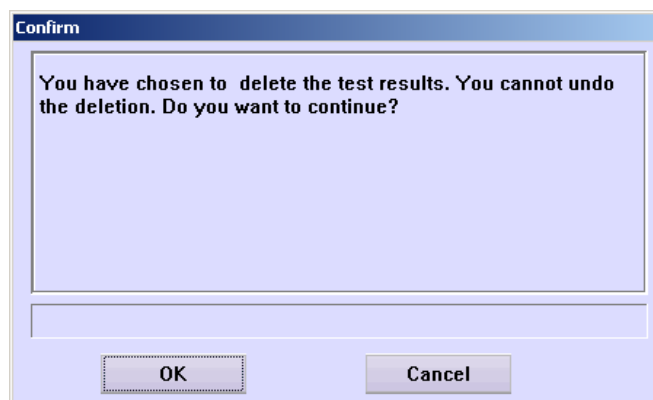 Confirm
You have chosen to  delete the test results. You cannot undo
the deletion. Do you want to continue?
OK
Cancel